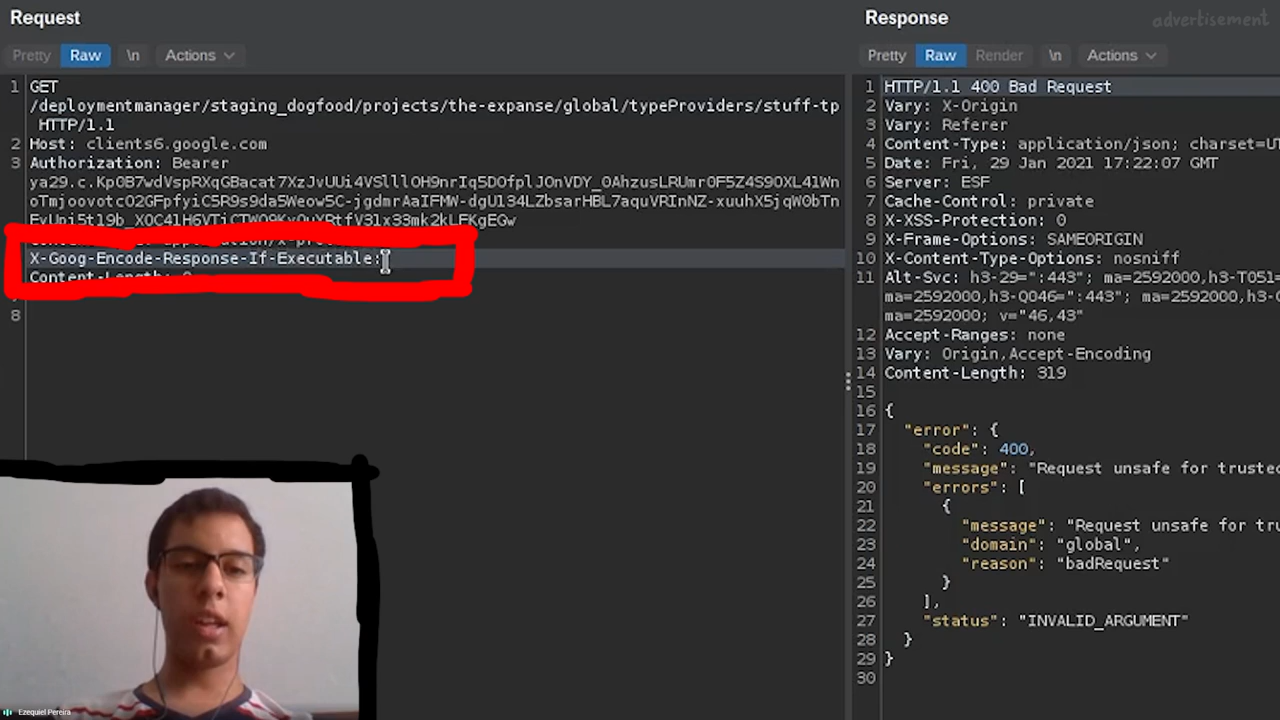 Request
Pretty Raw \n Actions
1 GET
/deploymentmanager/staging_dogfood/projects/the-expanse/global/typeProviders/stuff-tp
HTTP/1.1
2 Host: clients6.google.com
3 Authorization: Bearer
X-Goog-Encode-Response-If-Executable:
Content-Length: 0
8
Ezequiel Pereira
Response
advertisement
Pretty Raw Render \n Actions
1 HTTP/1.1 400 Bad Request
2 Vary: X-Origin
3 Vary: Referer
4 Content-Type: application/json; charset=UT
5 Date: Fri, 29 Jan 2021 17:22:07 GMT
6 Server: ESF
7 Cache-Control: private
8 X-XSS-Protection: 0
9 X-Frame-Options: SAMEORIGIN
10 X-Content-Type-Options: nosniff
11 Alt-Svc: h3-29=":443"; ma=2592000,h3-T051=
ma=2592000,h3-Q046=":443"; ma=2592000,h3-Q
ma=2592000; v="46,43"
12 Accept-Ranges: none
13 Vary: Origin,Accept-Encoding
14 Content-Length: 319
15
16 {
17 "error": {
18 "code": 400,
19 "message": "Request unsafe for trusted
20 "errors": [
21 {
22 "message": "Request unsafe for tru
23 "domain": "global",
24 "reason": "badRequest"
25 }
26 ],
27 "status": "INVALID_ARGUMENT"
28 }
29 }
30